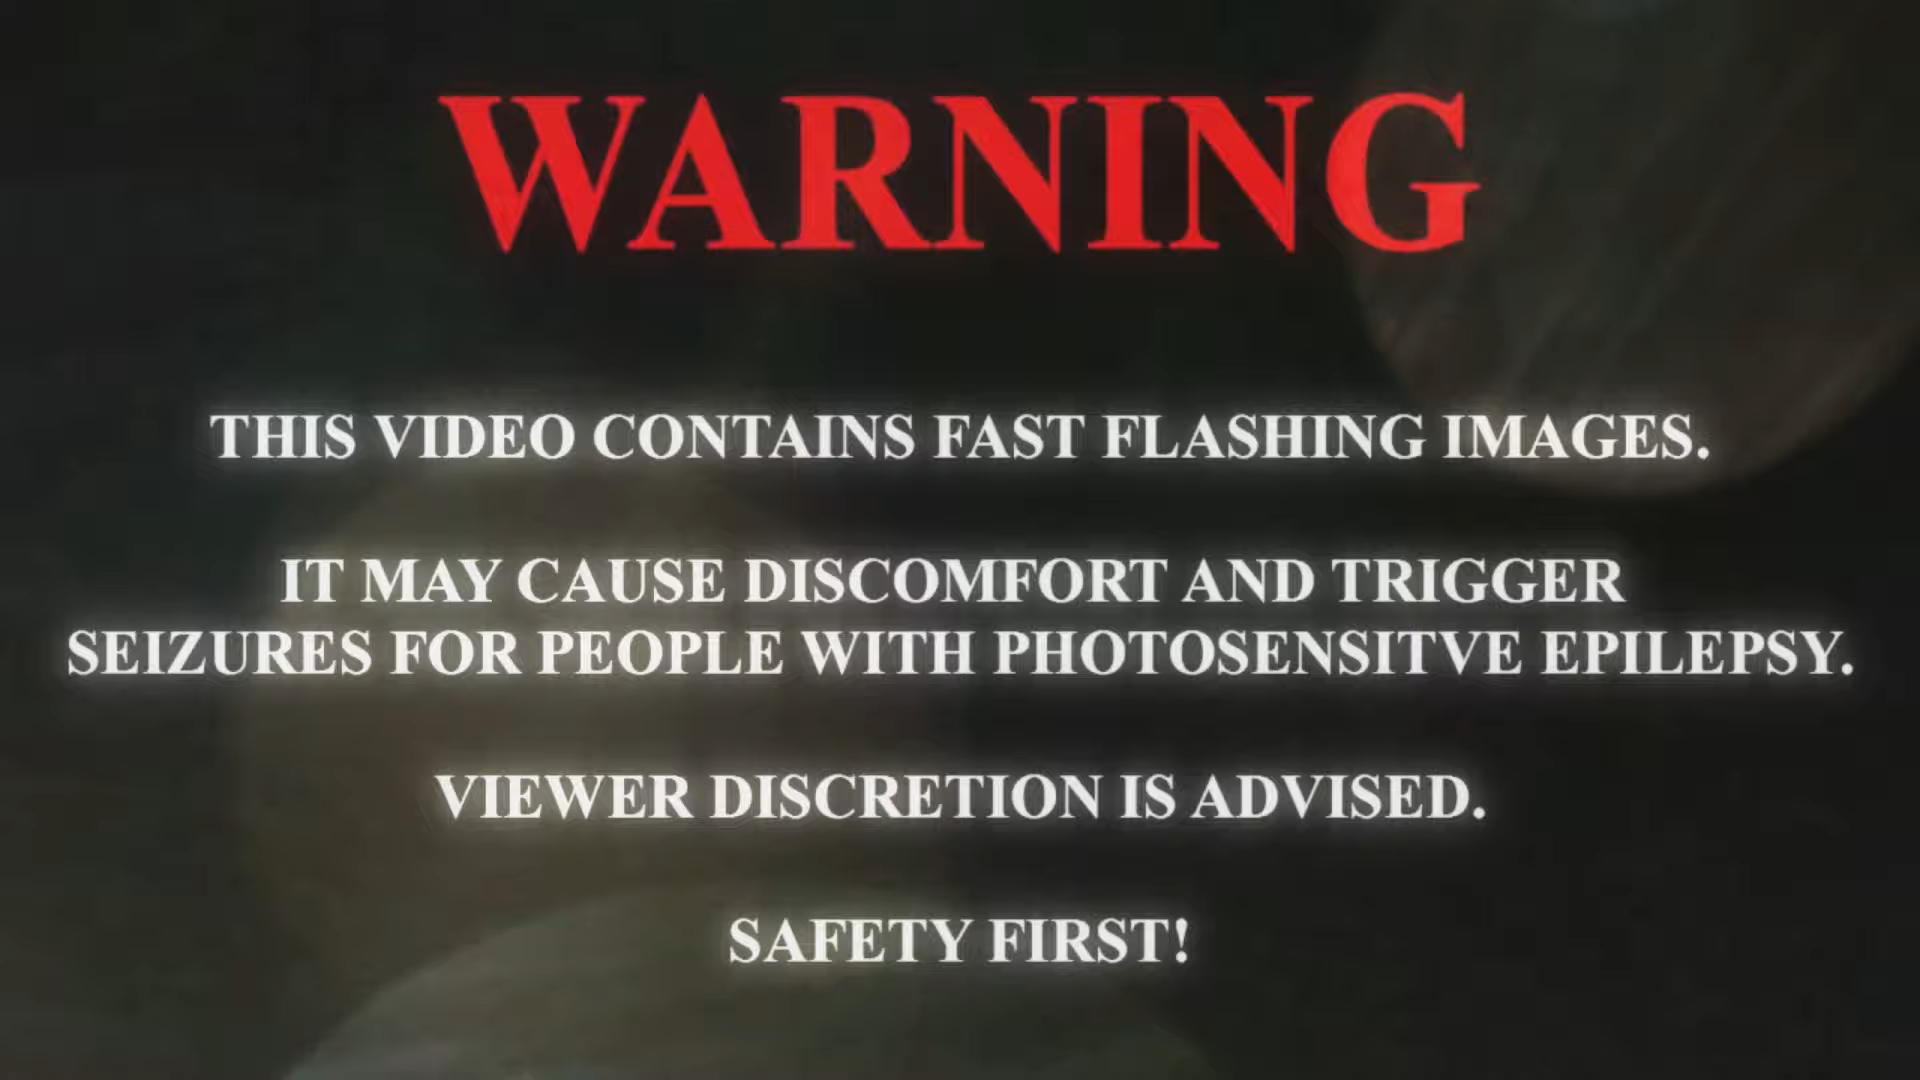 WARNING
THIS VIDEO CONTAINS FAST FLASHING IMAGES.
IT MAY CAUSE DISCOMFORT AND TRIGGER
SEIZURES FOR PEOPLE WITH PHOTOSENSITVE EPILEPSY.
VIEWER DISCRETION IS ADVISED.
SAFETY FIRST!